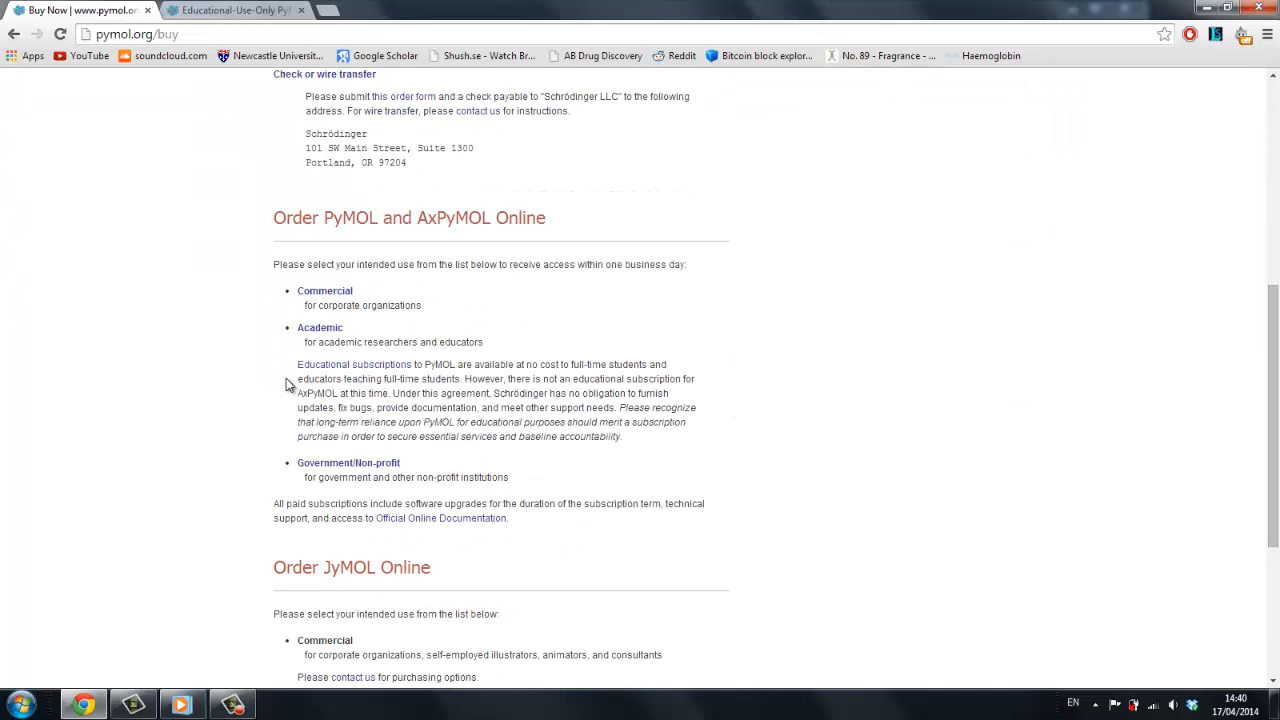 Buy Now | www.pymol.or
Educational-Use-Only PyM
pymol.org/buy
Apps
YouTube
soundcloud.com
Newcastle Universit...
Google Scholar
Shush.se - Watch Br...
AB Drug Discovery
Reddit
Bitcoin block explor...
No. 89 – Fragrance - ...
Haemoglobin
Check or wire transfer
Please submit this order form and a check payable to "Schrödinger LLC" to the following
address. For wire transfer, please contact us for instructions.
Schrödinger
101 SW Main Street, Suite 1300
Portland, OR 97204
Order PyMOL and AxPyMOL Online
Please select your intended use from the list below to receive access within one business day:
Commercial
for corporate organizations
Academic
for academic researchers and educators
Educational subscriptions to PyMOL are available at no cost to full-time students and
educators teaching full-time students. However, there is not an educational subscription for
AxPyMOL at this time. Under this agreement, Schrödinger has no obligation to furnish
updates, fix bugs, provide documentation, and meet other support needs. Please recognize
that long-term reliance upon PyMOL for educational purposes should merit a subscription
purchase in order to secure essential services and baseline accountability.
Government/Non-profit
for government and other non-profit institutions
All paid subscriptions include software upgrades for the duration of the subscription term, technical
support, and access to Official Online Documentation.
Order JyMOL Online
Please select your intended use from the list below:
Commercial
for corporate organizations, self-employed illustrators, animators, and consultants
Please contact us for purchasing options.
EN
14:40
17/04/2014